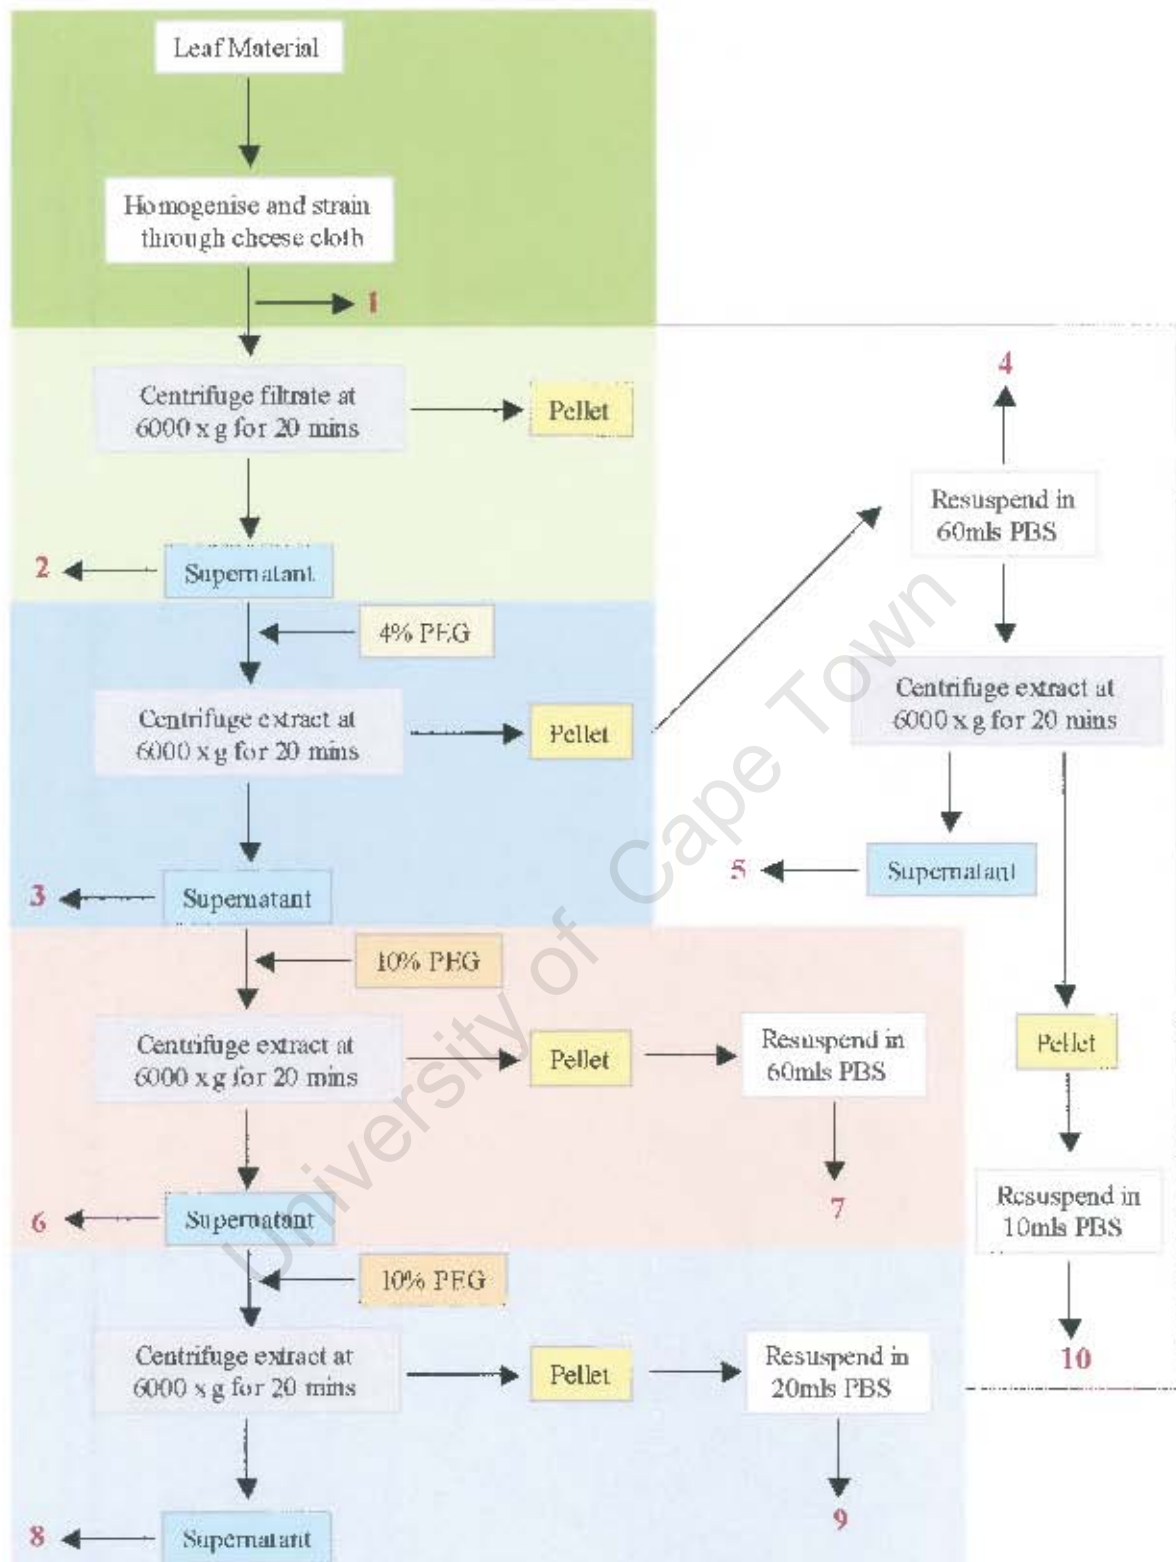 Leaf Material
Homogenise and strain
through cheese cloth
1
Centrifuge filtrate at
6000 x g for 20 mins
Pellet
2
Supernatant
4% PEG
Centrifuge extract at
6000 x g for 20 mins
Pellet
3
Supernatant
10% PEG
Centrifuge extract at
6000 x g for 20 mins
Pellet
Resuspend in
60mls PBS
7
6
Supernatant
10% PEG
Centrifuge extract at
6000 x g for 20 mins
Pellet
Resuspend in
20mls PBS
9
8
Supernatant
4
Resuspend in
60mls PBS
Centrifuge extract at
6000 x g for 20 mins
5
Supernatant
Pellet
Resuspend in
10mls PBS
10
University of Cape Town